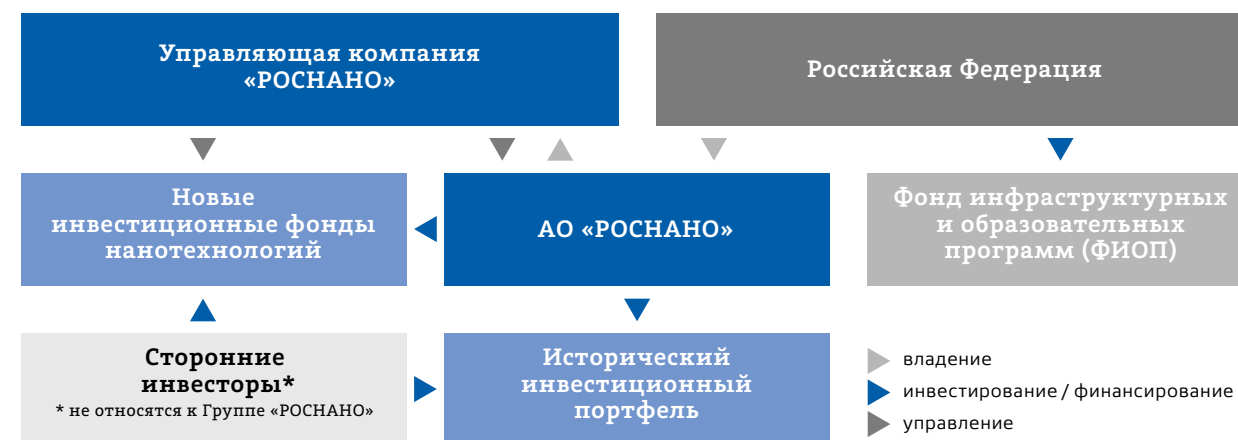 Управляющая компания
«РОСНАНО»
Российская Федерация
Новые
инвестиционные фонды
нанотехнологий
АО «РОСНАНО»
Фонд инфраструктурных
и образовательных
программ (ФИОП)
Сторонние
инвесторы*
* не относятся к Группе «РОСНАНО»
Исторический
инвестиционный
портфель
владение
инвестирование / финансирование
управление